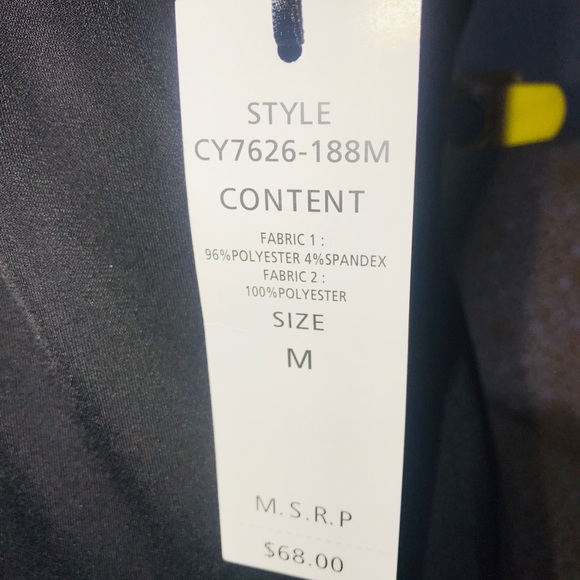 STYLE
CY7626-188M
CONTENT
FABRIC 1 :
96%POLYESTER 4%SPANDEX
FABRIC 2 :
100%POLYESTER
SIZE
M
M.S.R.P
$68.00